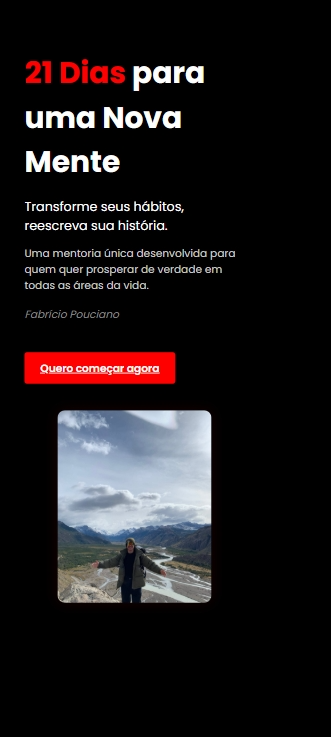 21 Dias para
uma Nova
Mente
Transforme seus hábitos,
reescreva sua história.
Uma mentoria única desenvolvida para
quem quer prosperar de verdade em
todas as áreas da vida.
Fabrício Pouciano
Quero começar agora